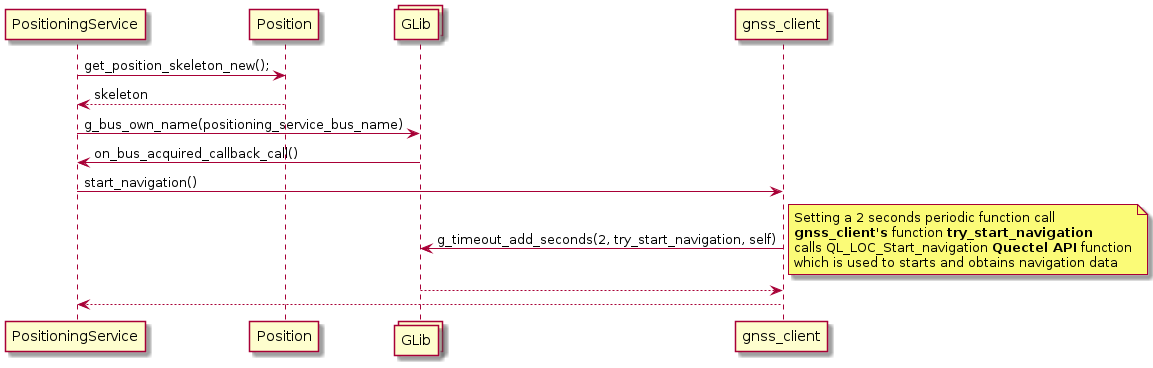 PositioningService
Position
GLib
gnss_client
get_position_skeleton_new();
skeleton
g_bus_own_name(positioning_service_bus_name)
on_bus_acquired_callback_call()
start_navigation()
Setting a 2 seconds periodic function call
gnss_client's function try_start_navigation
calls QL_LOC_Start_navigation Quectel API function
which is used to starts and obtains navigation data
g_timeout_add_seconds(2, try_start_navigation, self)
PositioningService
Position
GLib
gnss_client